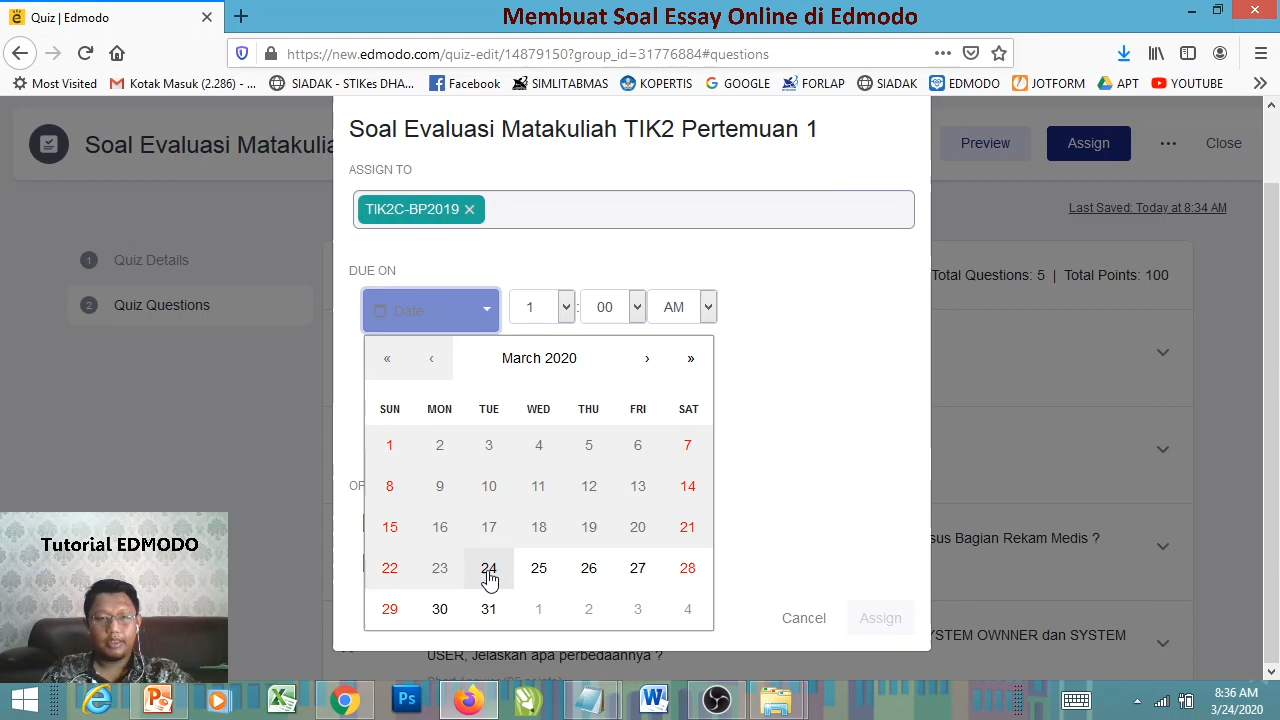 Quiz | Edmodo
Membuat Soal Essay Online di Edmodo
https://new.edmodo.com/quiz-edit/14879150?group_id=31776884#questions
Most Visited
Kotak Masuk (2.286) - ...
SIADAK - STIKes DHA...
Facebook
SIMLITABMAS
KOPERTIS
GOOGLE
FORLAP
SIADAK
EDMODO
JOTFORM
APT
YOUTUBE
Soal Evaluasi Matakulia
Preview
Assign
Close
Last Saved: Today at 8:34 AM
1 Quiz Details
2 Quiz Questions
Total Questions: 5 | Total Points: 100
Soal Evaluasi Matakuliah TIK2 Pertemuan 1
ASSIGN TO
TIK2C-BP2019 ×
DUE ON
Date
1 : 00 AM
« ‹ March 2020 › »
SUN MON TUE WED THU FRI SAT
1 2 3 4 5 6 7
8 9 10 11 12 13 14
15 16 17 18 19 20 21
22 23 24 25 26 27 28
29 30 31 1 2 3 4
OP
Cancel
Assign
sus Bagian Rekam Medis ?
YSTEM OWNNER dan SYSTEM
USER, Jelaskan apa perbedaannya ?
Tutorial EDMODO
Ps
8:36 AM
3/24/2020